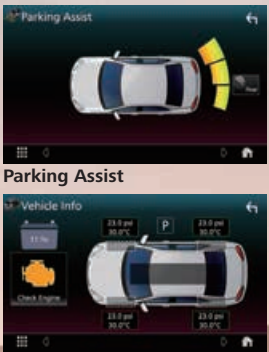 Parking Assist
Rear
Parking Assist
Vehicle Info
23.0 psi
30.0°C
P
23.0 psi
30.0°C
Check Engine
23.0 psi
30.0°C
23.0 psi
30.0°C